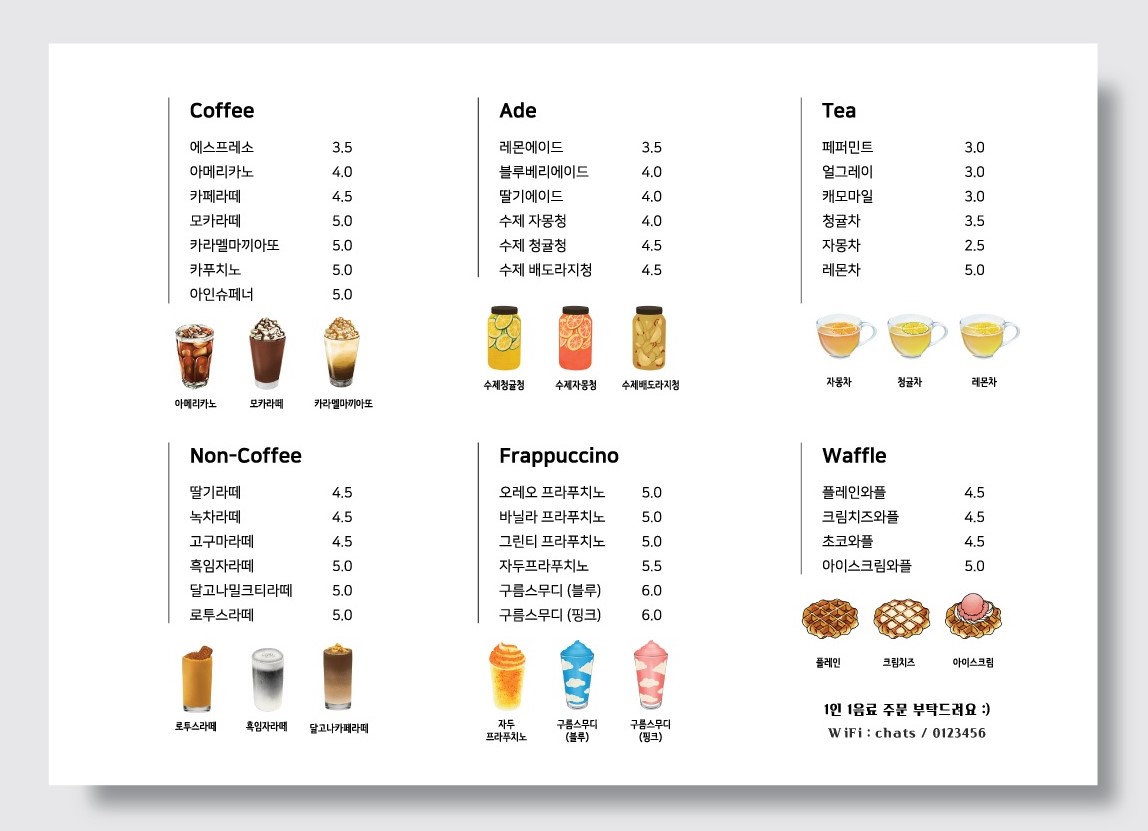 Coffee
에스프레소 3.5
아메리카노 4.0
카페라떼 4.5
모카라떼 5.0
카라멜마끼아또 5.0
카푸치노 5.0
아인슈페너 5.0
아메리카노 모카라떼 카라멜마끼아또
Ade
레몬에이드 3.5
블루베리에이드 4.0
딸기에이드 4.0
수제 자몽청 4.0
수제 청귤청 4.5
수제 배도라지청 4.5
수제청귤청 수제자몽청 수제배도라지청
Tea
페퍼민트 3.0
얼그레이 3.0
캐모마일 3.0
청귤차 3.5
자몽차 2.5
레몬차 5.0
자몽차 청귤차 레몬차
Non-Coffee
딸기라떼 4.5
녹차라떼 4.5
고구마라떼 4.5
흑임자라떼 5.0
달고나밀크티라떼 5.0
로투스라떼 5.0
로투스라떼 흑임자라떼 달고나카페라떼
Frappuccino
오레오 프라푸치노 5.0
바닐라 프라푸치노 5.0
그린티 프라푸치노 5.0
자두프라푸치노 5.5
구름스무디 (블루) 6.0
구름스무디 (핑크) 6.0
자두 구름스무디 구름스무디
프라푸치노 (블루) (핑크)
Waffle
플레인와플 4.5
크림치즈와플 4.5
초코와플 4.5
아이스크림와플 5.0
플레인 크림치즈 아이스크림
1인 1음료 주문 부탁드려요 :)
WiFi : chats / 0123456